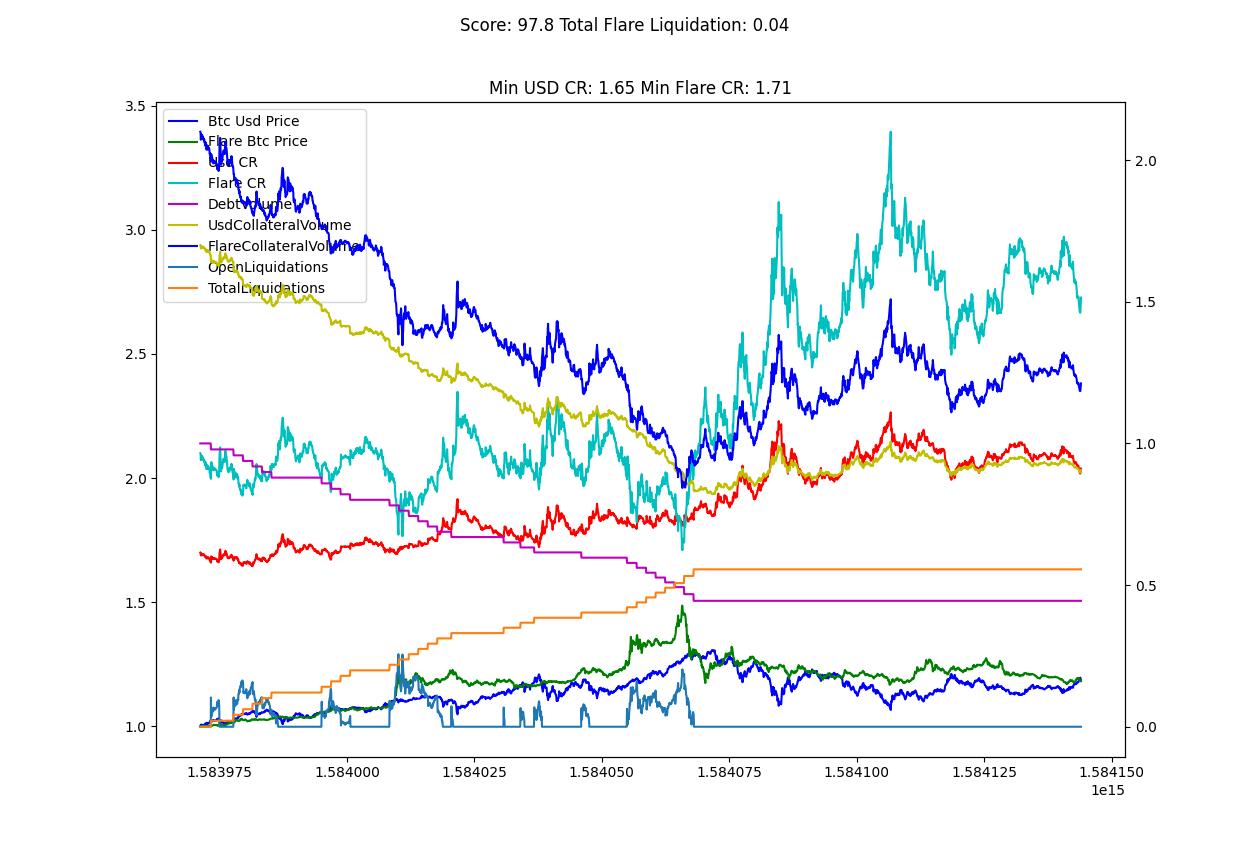 Score: 97.8 Total Flare Liquidation: 0.04
Min USD CR: 1.65 Min Flare CR: 1.71
Btc Usd Price
Flare Btc Price
Usd CR
Flare CR
DebtVolume
UsdCollateralVolume
FlareCollateralVolume
OpenLiquidations
TotalLiquidations
3.5
3.0
2.5
2.0
1.5
1.0
2.0
1.5
1.0
0.5
0.0
1.583975 1.584000 1.584025 1.584050 1.584075 1.584100 1.584125 1.584150
1e15